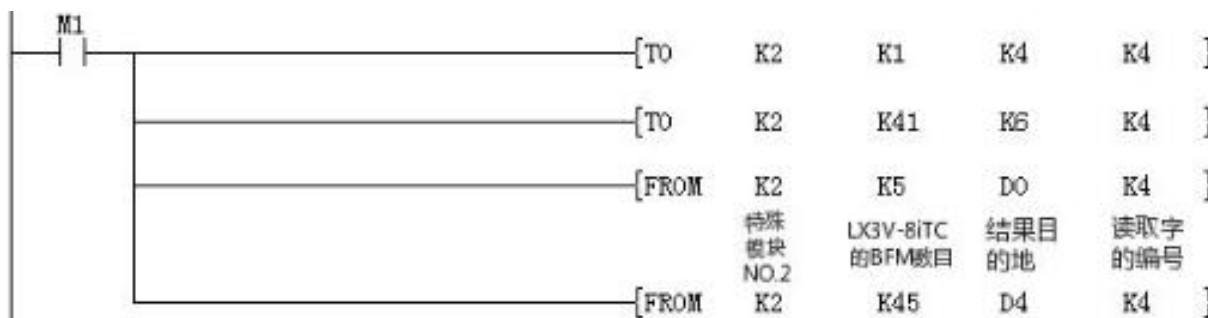 M1
[TO K2 K1 K4 K4 ]
[TO K2 K41 K6 K4 ]
[FROM K2 K5 D0 K4 ]
特殊 模块 NO.2
LX3V-8iTC 的BFM数目
结果目 的地
读取字 的编号
[FROM K2 K45 D4 K4 ]